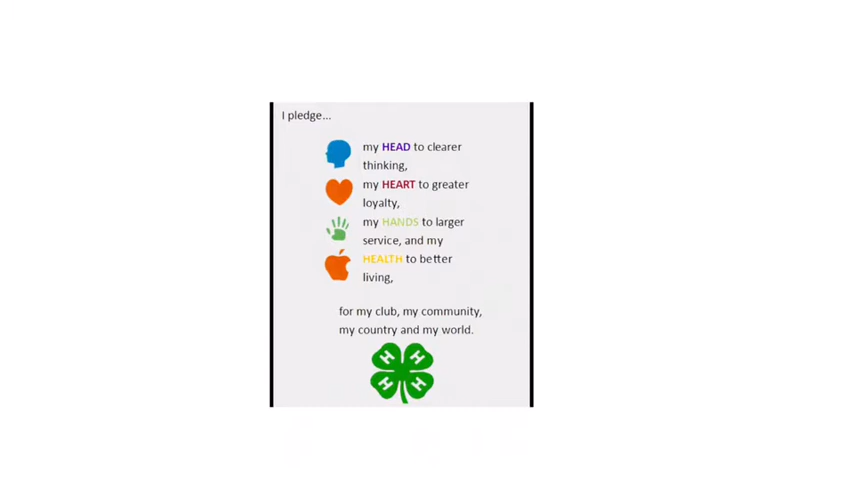 I pledge...
my HEAD to clearer
thinking,
my HEART to greater
loyalty,
my HANDS to larger
service, and my
HEALTH to better
living,
for my club, my community,
my country and my world.
H H
H H